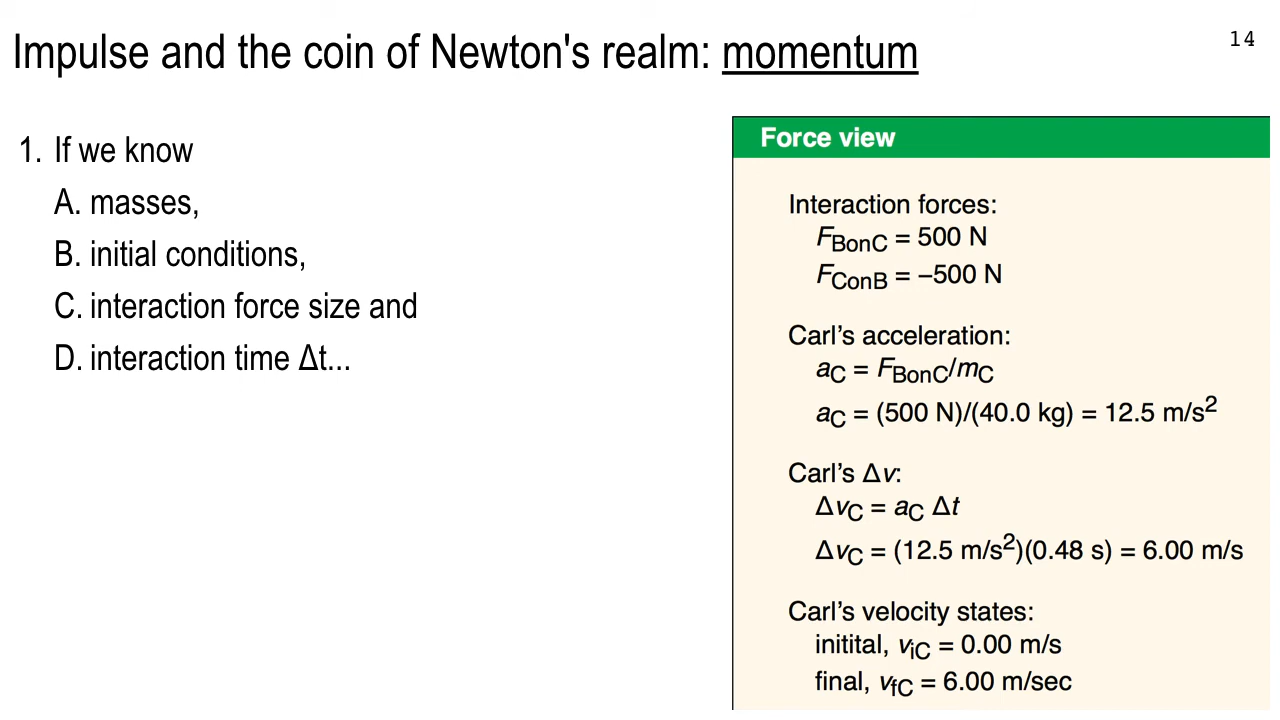 Impulse and the coin of Newton's realm: momentum
14
1. If we know
A. masses,
B. initial conditions,
C. interaction force size and
D. interaction time Δt...
Force view
Interaction forces:
FBonC = 500 N
FConB = –500 N
Carl's acceleration:
aC = FBonC/mC
aC = (500 N)/(40.0 kg) = 12.5 m/s2
Carl's Δv:
ΔvC = aC Δt
ΔvC = (12.5 m/s2)(0.48 s) = 6.00 m/s
Carl's velocity states:
initital, viC = 0.00 m/s
final, vfC = 6.00 m/sec